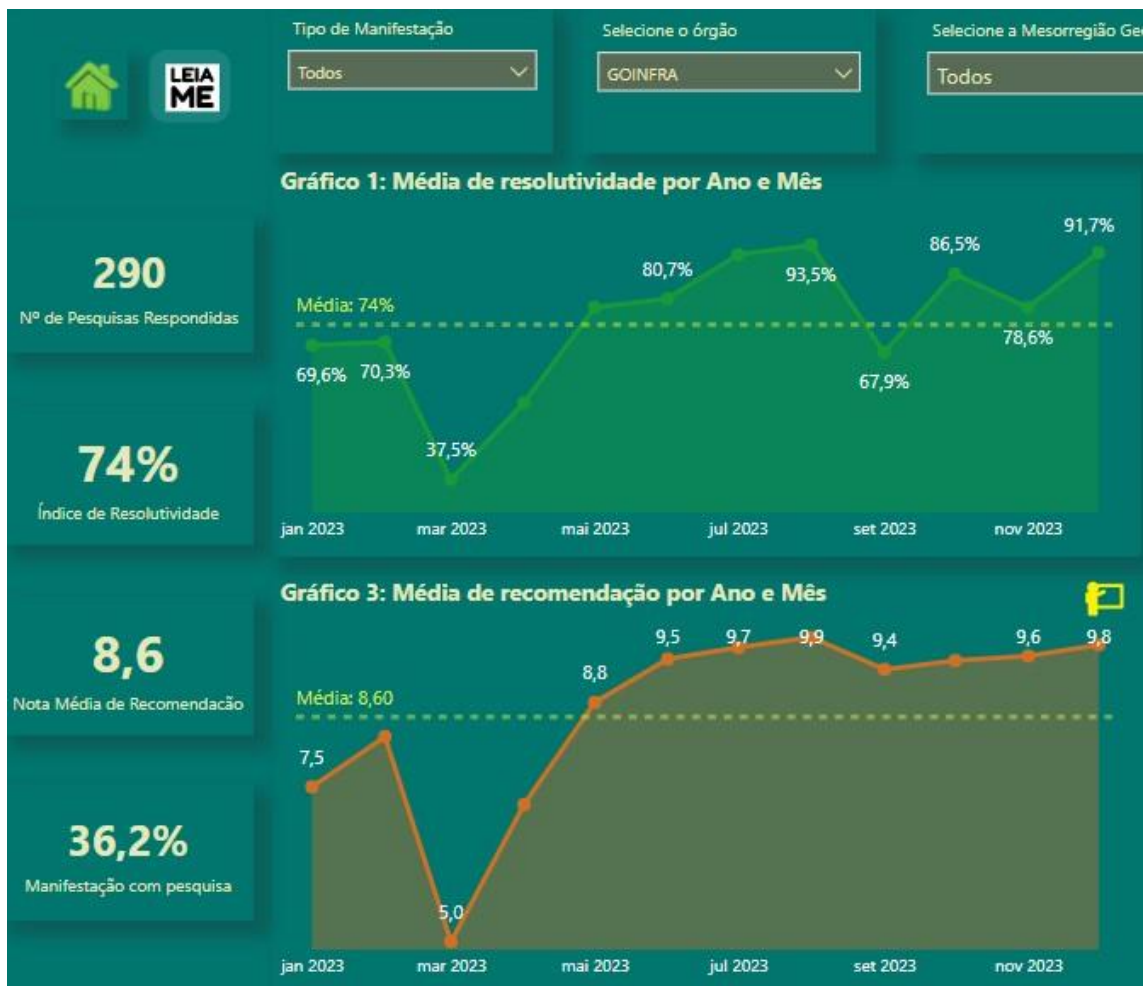 LEIA
ME
Tipo de Manifestação
Todos
Selecione o órgão
GOINFRA
Selecione a Mesorregião Geo
Todos
290
Nº de Pesquisas Respondidas
74%
Índice de Resolutividade
8,6
Nota Média de Recomendacão
36,2%
Manifestação com pesquisa
Gráfico 1: Média de resolutividade por Ano e Mês
Média: 74%
69,6% 70,3% 37,5% 80,7% 93,5% 67,9% 86,5% 78,6% 91,7%
jan 2023 mar 2023 mai 2023 jul 2023 set 2023 nov 2023
Gráfico 3: Média de recomendação por Ano e Mês
Média: 8,60
7,5 5,0 8,8 9,5 9,7 9,9 9,4 9,6 9,8
jan 2023 mar 2023 mai 2023 jul 2023 set 2023 nov 2023